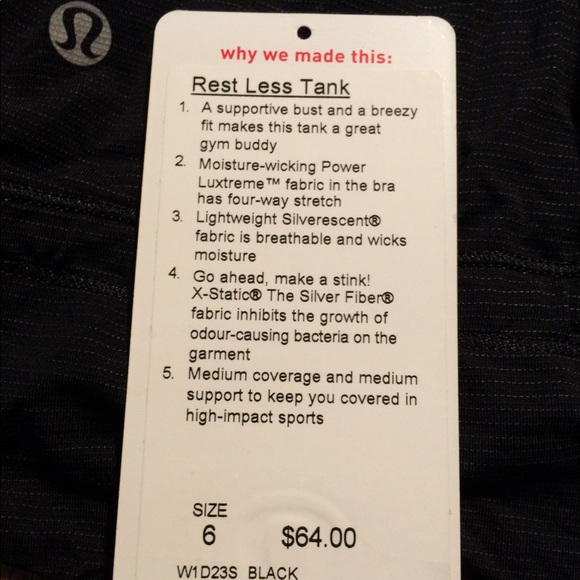 why we made this:
Rest Less Tank
1. A supportive bust and a breezy
fit makes this tank a great
gym buddy
2. Moisture-wicking Power
Luxtreme™ fabric in the bra
has four-way stretch
3. Lightweight Silverescent®
fabric is breathable and wicks
moisture
4. Go ahead, make a stink!
X-Static® The Silver Fiber®
fabric inhibits the growth of
odour-causing bacteria on the
garment
5. Medium coverage and medium
support to keep you covered in
high-impact sports
SIZE
6 $64.00
W1D23S BLACK